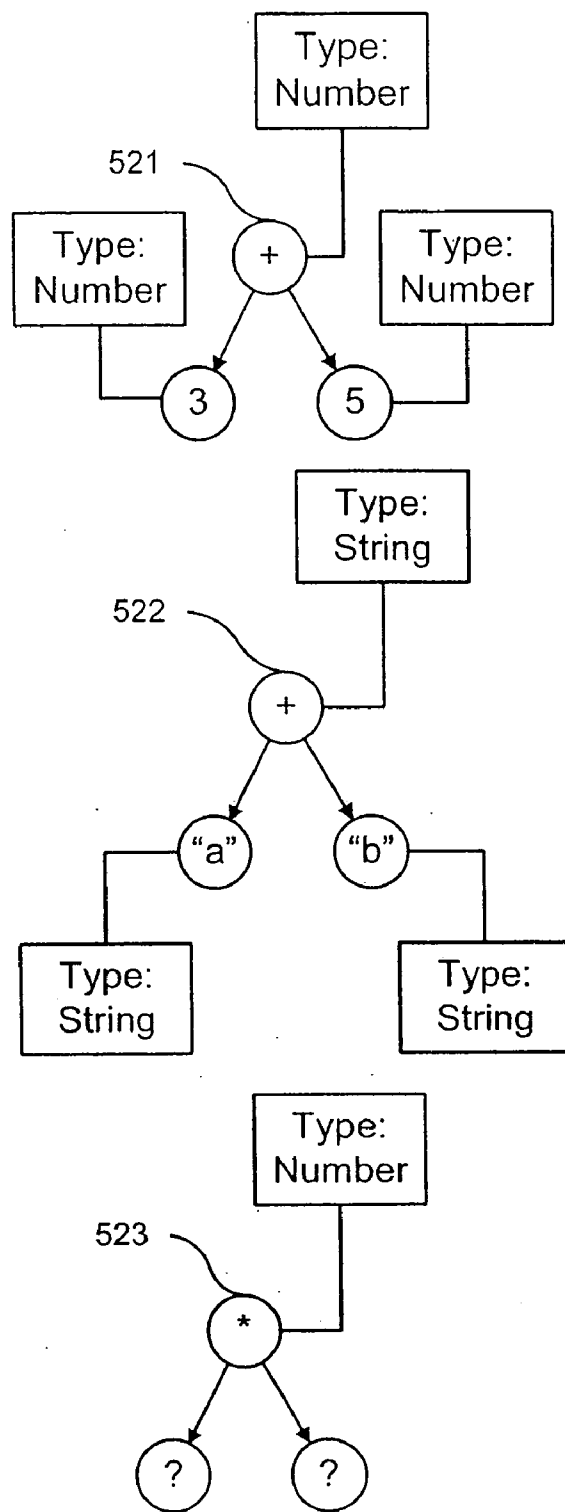 Type:
Number
521
Type:
Number
+
Type:
Number
3
5
Type:
String
522
+
“a”
“b”
Type:
String
Type:
String
Type:
Number
523
*
?
?